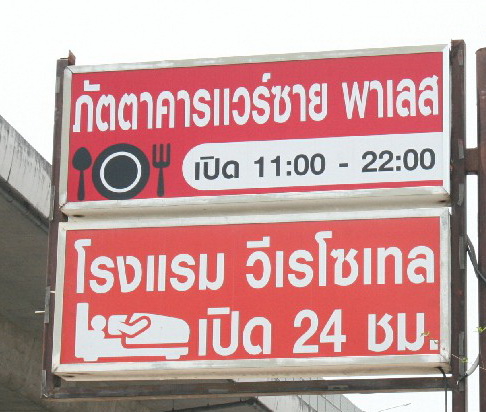 ภัตตาคารแวร์ซาย พาเลส
เปิด 11:00 - 22:00
โรงแรม วีเรโซเทล
เปิด 24 ชม.